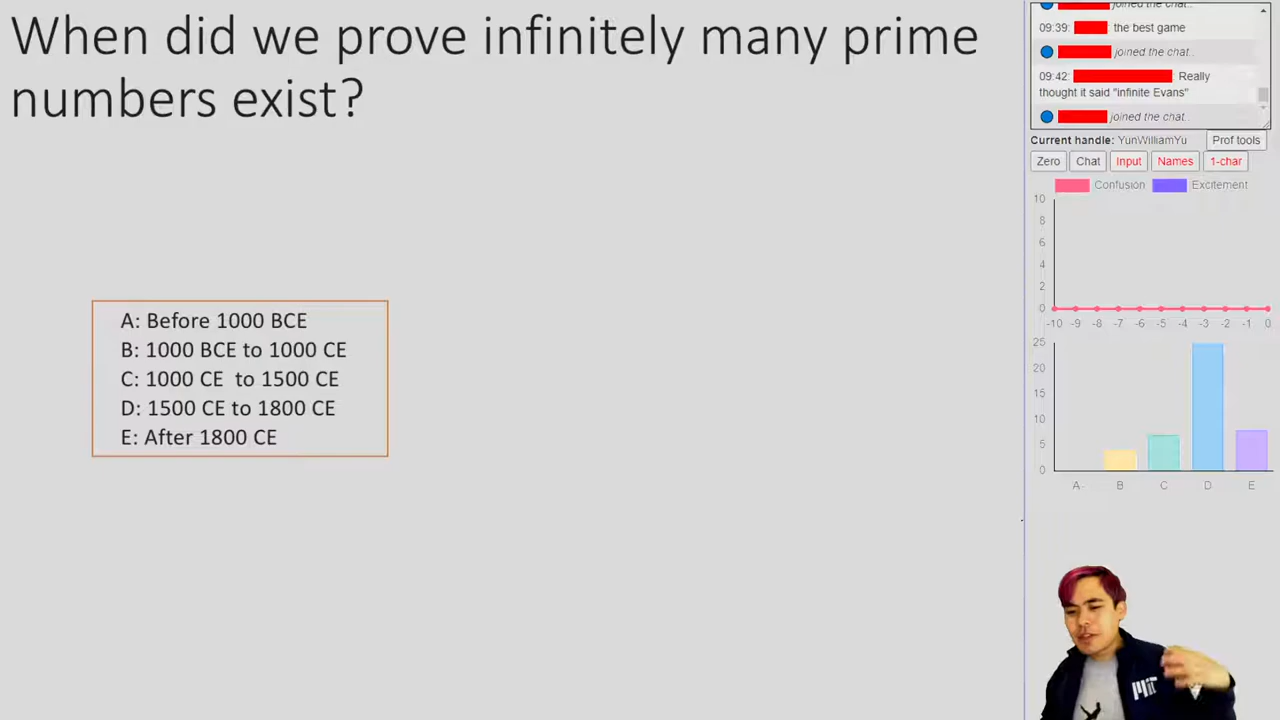 When did we prove infinitely many prime
numbers exist?
A: Before 1000 BCE
B: 1000 BCE to 1000 CE
C: 1000 CE  to 1500 CE
D: 1500 CE to 1800 CE
E: After 1800 CE
joined the chat..
09:39: the best game
joined the chat..
09:42: Really
thought it said "infinite Evans"
joined the chat..
Current handle: YunWilliamYu Prof tools
Zero Chat Input Names 1-char
Confusion Excitement
10
8
6
4
2
0
-10 -9 -8 -7 -6 -5 -4 -3 -2 -1 0
25
20
15
10
5
0
A B C D E
MIT